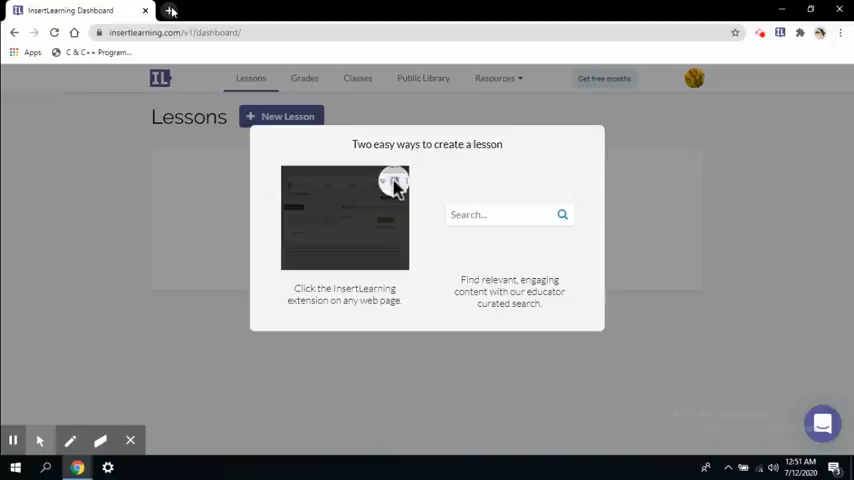 InsertLearning Dashboard
insertlearning.com/v1/dashboard/
Apps C & C++ Program...
IL Lessons Grades Classes Public Library Resources Get free months
Lessons + New Lesson
Two easy ways to create a lesson
Search...
Click the InsertLearning
extension on any web page.
Find relevant, engaging
content with our educator
curated search.
12:51 AM
7/12/2020